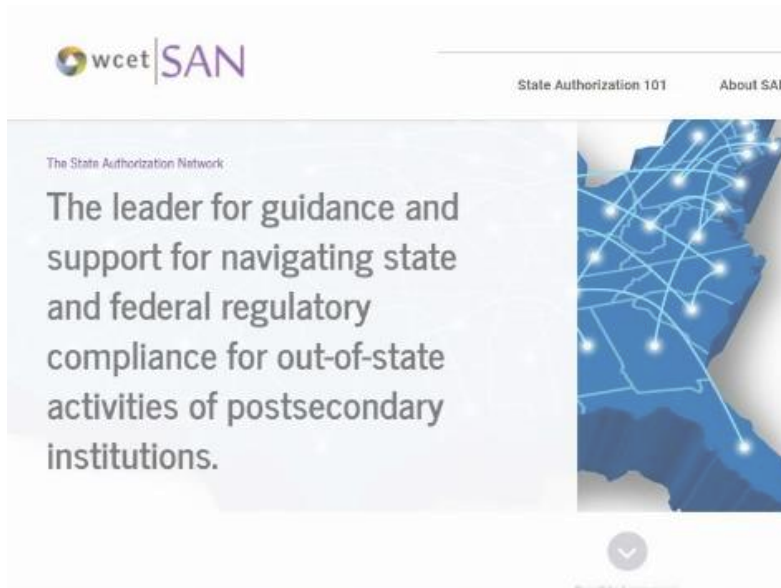 wcet SAN
State Authorization 101 About SAN
The State Authorization Network
The leader for guidance and
support for navigating state
and federal regulatory
compliance for out-of-state
activities of postsecondary
institutions.